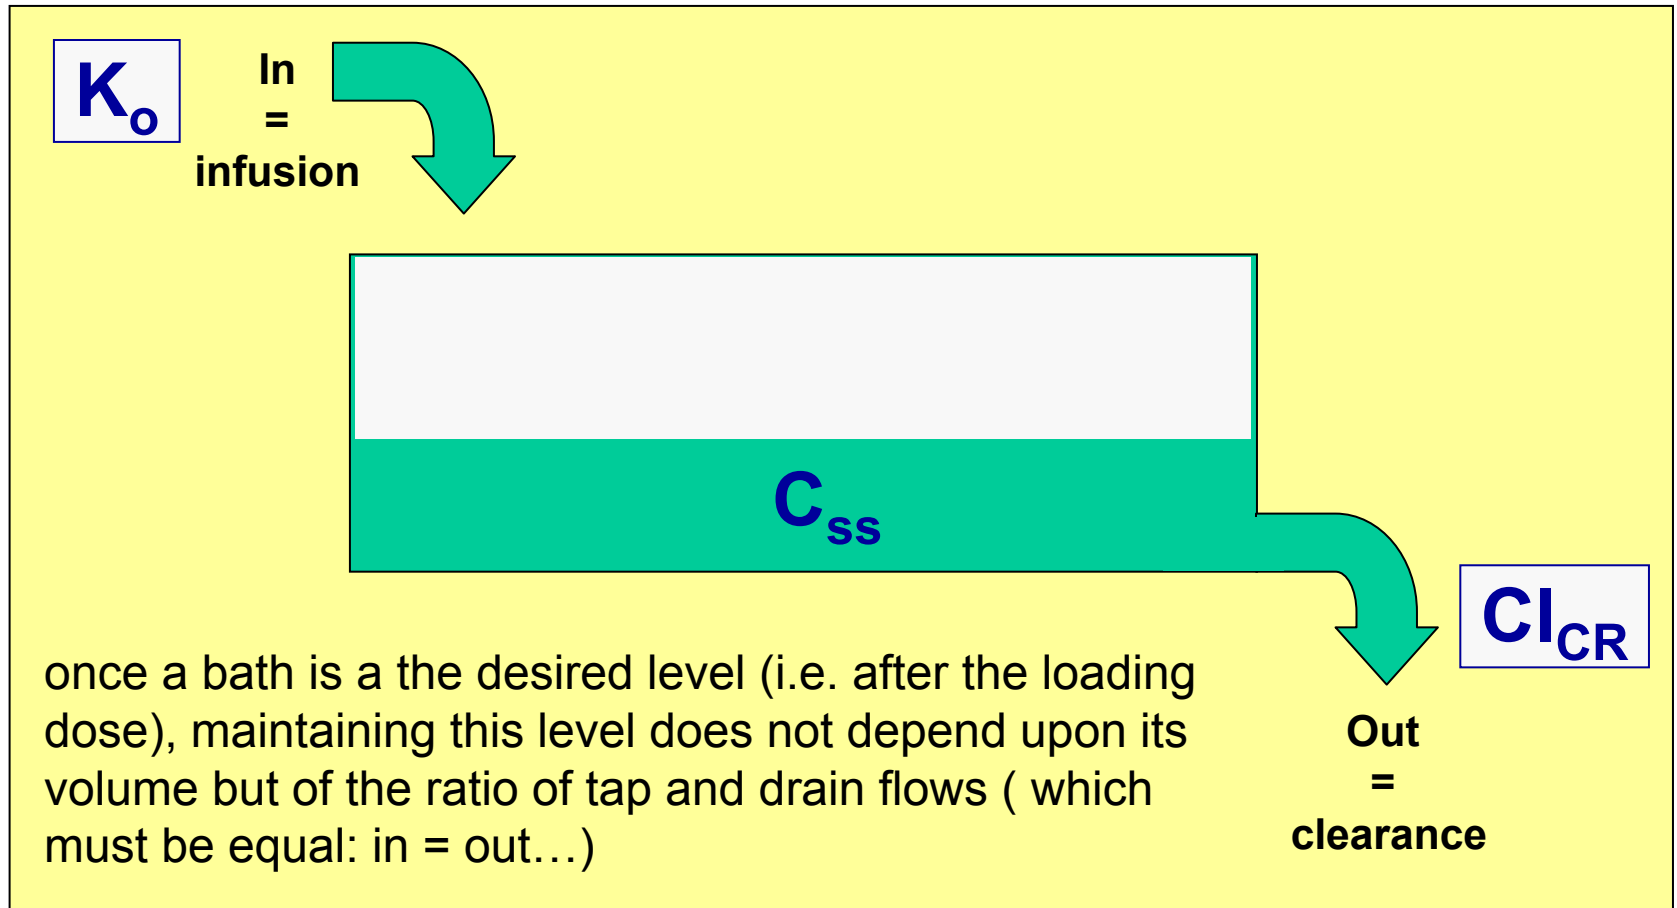 Ko
In
=
infusion
Css
ClCR
once a bath is a the desired level (i.e. after the loading
dose), maintaining this level does not depend upon its
volume but of the ratio of tap and drain flows ( which
must be equal: in = out…)
Out
=
clearance